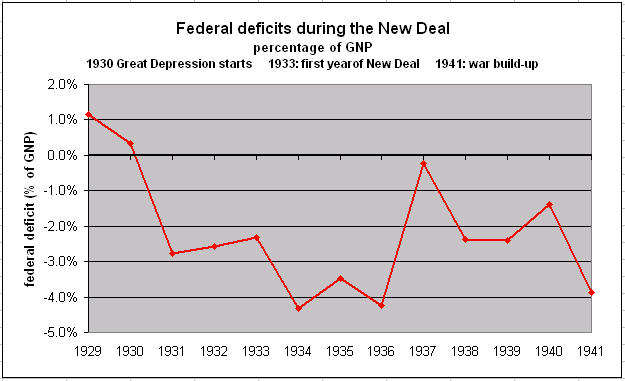 Federal deficits during the New Deal
percentage of GNP
1930 Great Depression starts 1933: first yearof New Deal 1941: war build-up
federal deficit (% of GNP)
2.0%
1.0%
0.0%
-1.0%
-2.0%
-3.0%
-4.0%
-5.0%
1929 1930 1931 1932 1933 1934 1935 1936 1937 1938 1939 1940 1941